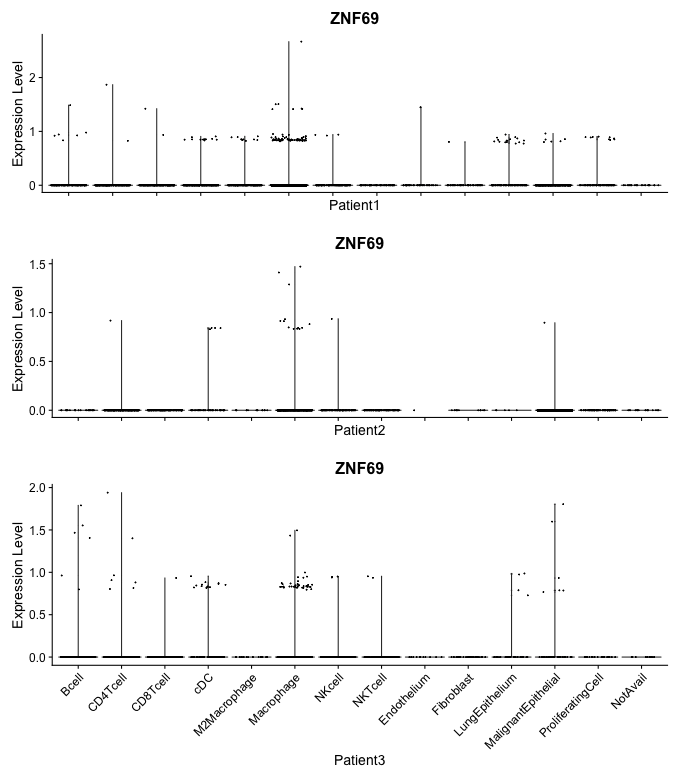 ZNF69
Expression Level
2
1
0
Patient1
ZNF69
Expression Level
1.5
1.0
0.5
0.0
Patient2
ZNF69
Expression Level
2.0
1.5
1.0
0.5
0.0
Bcell
CD4Tcell
CD8Tcell
cDC
M2Macrophage
Macrophage
NKcell
NKTcell
Endothelium
Fibroblast
LungEpithelium
MalignantEpithelial
ProliferatingCell
NotAvail
Patient3